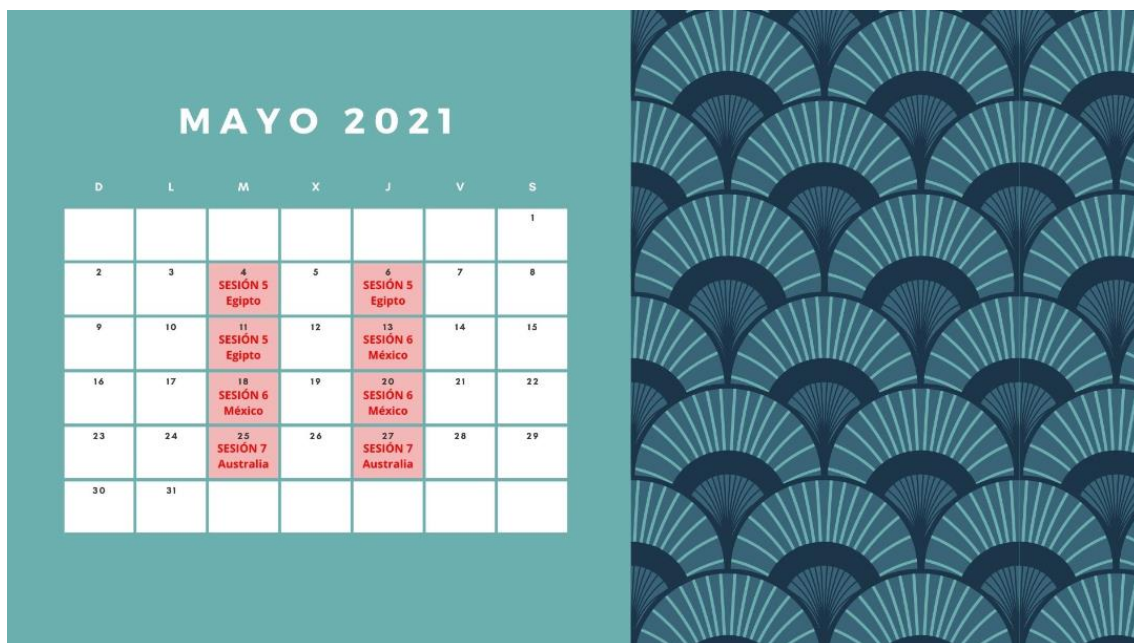 MAYO 2021
D L M X J V S
1
2 3 4 5 6 7 8
SESIÓN 5 SESIÓN 5
Egipto Egipto
9 10 11 12 13 14 15
SESIÓN 5 SESIÓN 6
Egipto México
16 17 18 19 20 21 22
SESIÓN 6 SESIÓN 6
México México
23 24 25 26 27 28 29
SESIÓN 7 SESIÓN 7
Australia Australia
30 31